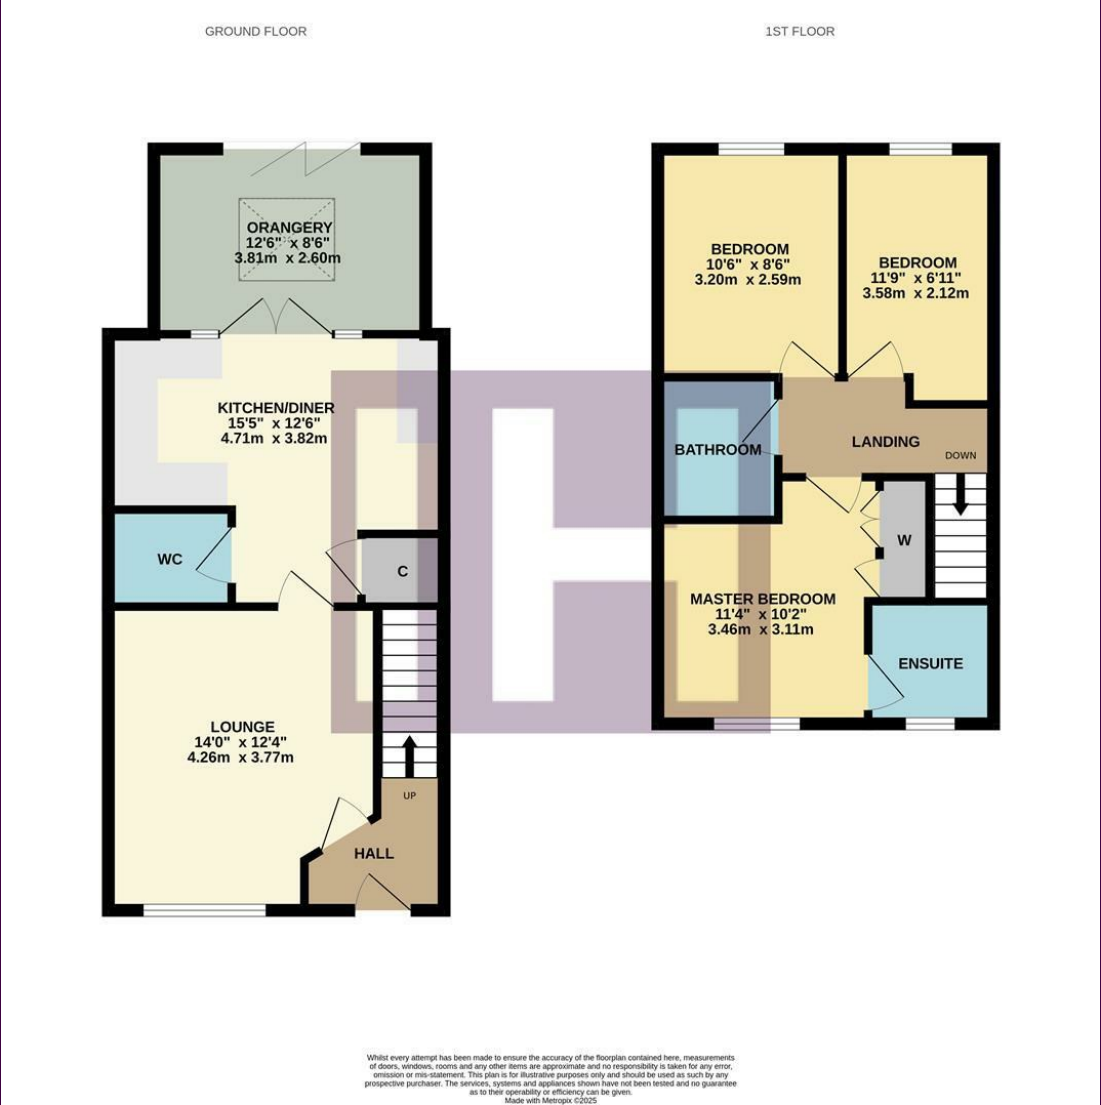 GROUND FLOOR
1ST FLOOR
ORANGERY
12'6" x 8'6"
3.81m x 2.60m
KITCHEN/DINER
15'5" x 12'6"
4.71m x 3.82m
WC
C
LOUNGE
14'0" x 12'4"
4.26m x 3.77m
UP
HALL
BEDROOM
10'6" x 8'6"
3.20m x 2.59m
BEDROOM
11'9" x 6'11"
3.58m x 2.12m
BATHROOM
LANDING
DOWN
W
MASTER BEDROOM
11'4" x 10'2"
3.46m x 3.11m
ENSUITE
Whilst every attempt has been made to ensure the accuracy of the floorplan contained here, measurements
of doors, windows, rooms and any other items are approximate and no responsibility is taken for any error,
omission or mis-statement. This plan is for illustrative purposes only and should be used as such by any
prospective purchaser. The services, systems and appliances shown have not been tested and no guarantee
as to their operability or efficiency can be given.
Made with Metropix ©2025